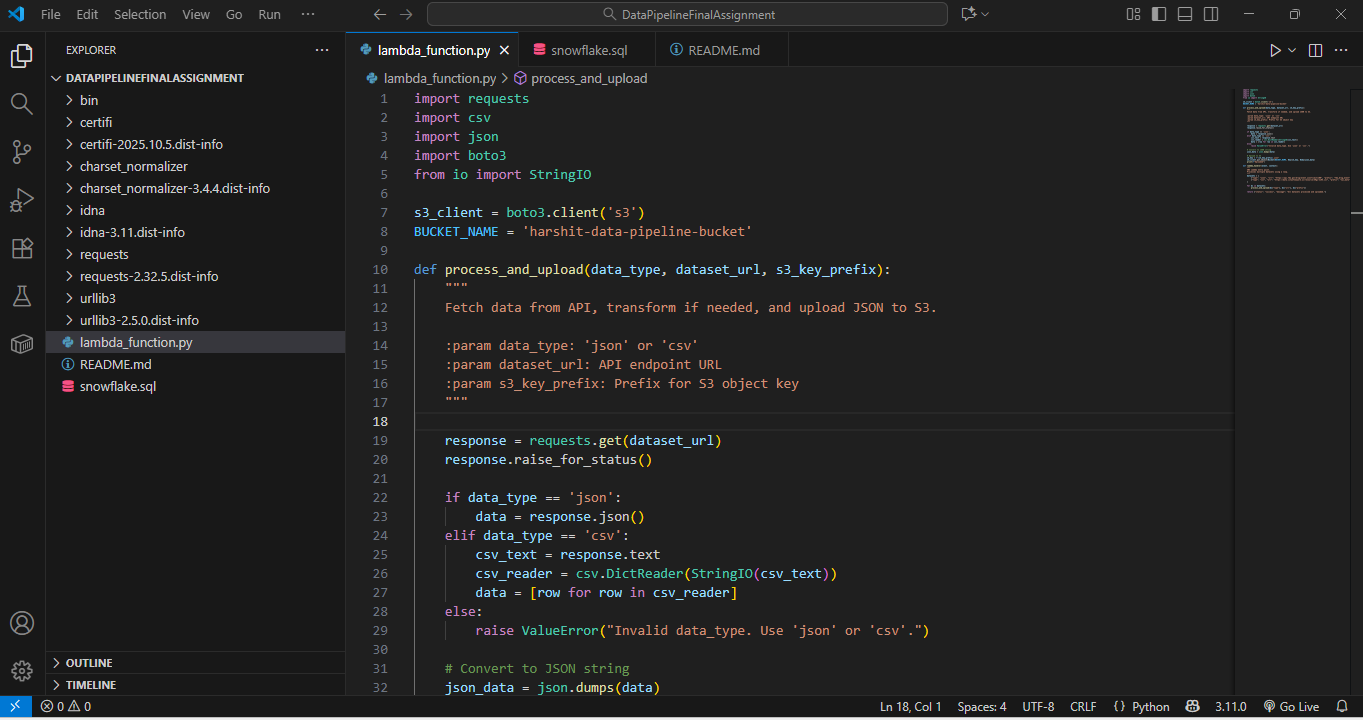 File Edit Selection View Go Run ···
DataPipelineFinalAssignment
EXPLORER
DATAPIPELINEFINALASSIGNMENT
bin
certifi
certifi-2025.10.5.dist-info
charset_normalizer
charset_normalizer-3.4.4.dist-info
idna
idna-3.11.dist-info
requests
requests-2.32.5.dist-info
urllib3
urllib3-2.5.0.dist-info
lambda_function.py
README.md
snowflake.sql
OUTLINE
TIMELINE
lambda_function.py snowflake.sql README.md
lambda_function.py > process_and_upload
1 import requests
2 import csv
3 import json
4 import boto3
5 from io import StringIO
6
7 s3_client = boto3.client('s3')
8 BUCKET_NAME = 'harshit-data-pipeline-bucket'
9
10 def process_and_upload(data_type, dataset_url, s3_key_prefix):
11 """
12 Fetch data from API, transform if needed, and upload JSON to S3.
13
14 :param data_type: 'json' or 'csv'
15 :param dataset_url: API endpoint URL
16 :param s3_key_prefix: Prefix for S3 object key
17 """
18
19 response = requests.get(dataset_url)
20 response.raise_for_status()
21
22 if data_type == 'json':
23 data = response.json()
24 elif data_type == 'csv':
25 csv_text = response.text
26 csv_reader = csv.DictReader(StringIO(csv_text))
27 data = [row for row in csv_reader]
28 else:
29 raise ValueError("Invalid data_type. Use 'json' or 'csv'.")
30
31 # Convert to JSON string
32 json_data = json.dumps(data)
0 0 Ln 18, Col 1 Spaces: 4 UTF-8 CRLF {} Python 3.11.0 Go Live